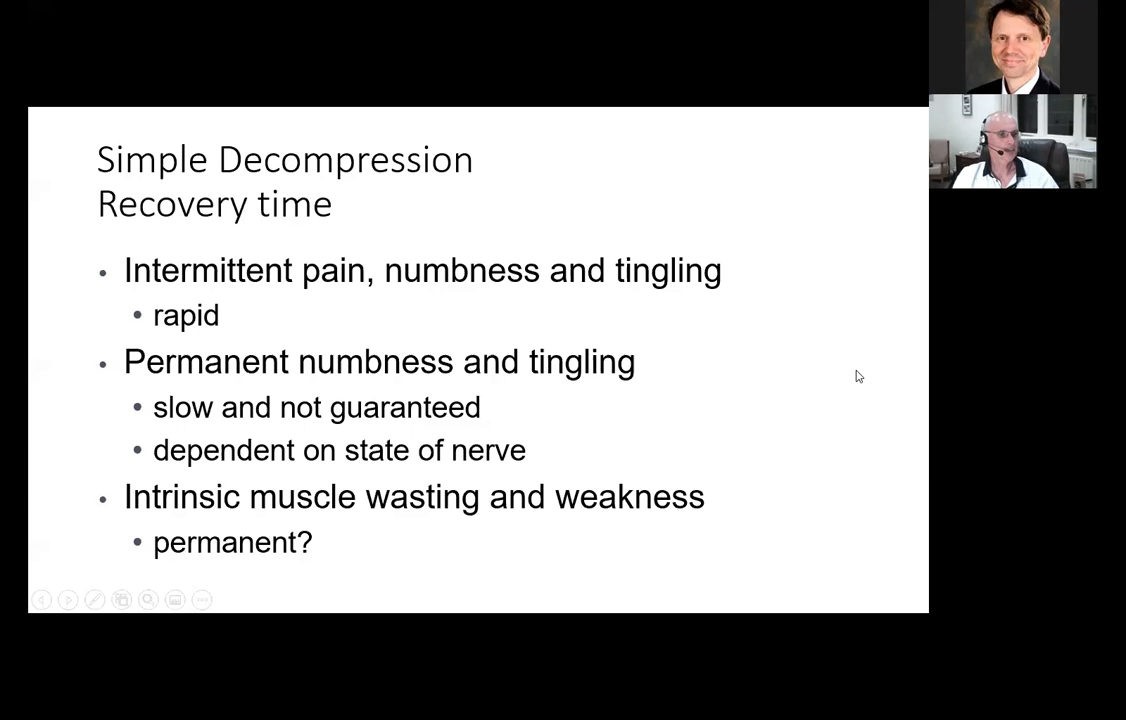 Simple Decompression
Recovery time
• Intermittent pain, numbness and tingling
• rapid
• Permanent numbness and tingling
• slow and not guaranteed
• dependent on state of nerve
• Intrinsic muscle wasting and weakness
• permanent?